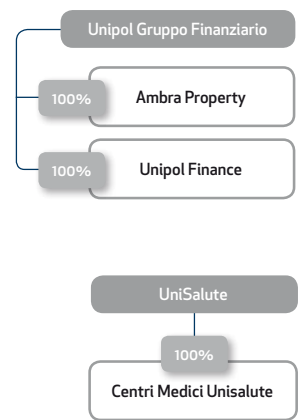 Unipol Gruppo Finanziario
100%
Ambra Property
100%
Unipol Finance
UniSalute
100%
Centri Medici Unisalute